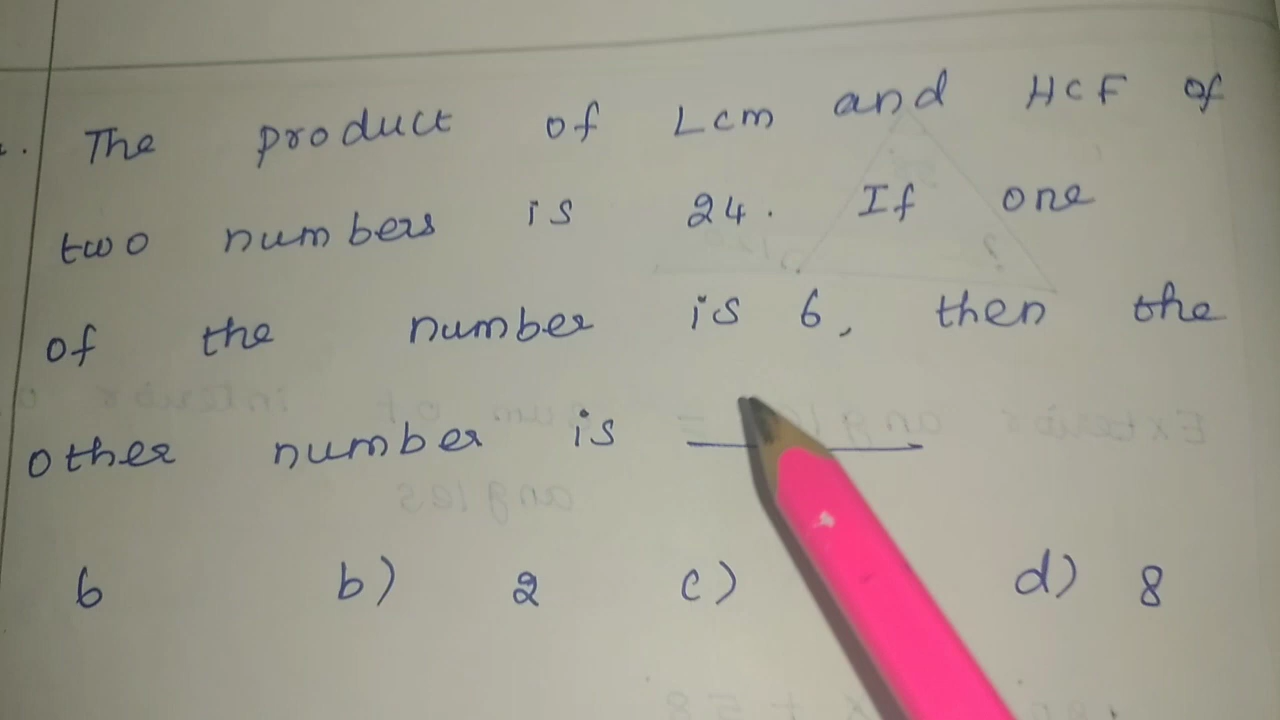 . The product of Lcm and HCF of
two numbers is 24. If one
of the number is 6, then the
other number is ______
6 b) 2 c) d) 8